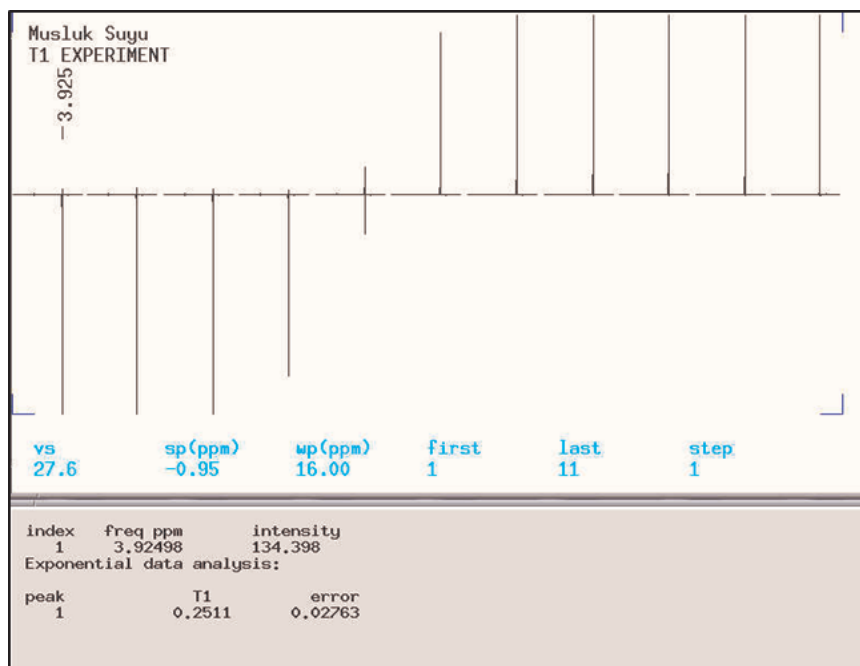 Musluk Suyu
T1 EXPERIMENT
-3.925
vs sp(ppm) wp(ppm) first last step
27.6 -0.95 16.00 1 11 1
index freq ppm intensity
1 3.92498 134.398
Exponential data analysis:
peak T1 error
1 0.2511 0.02763